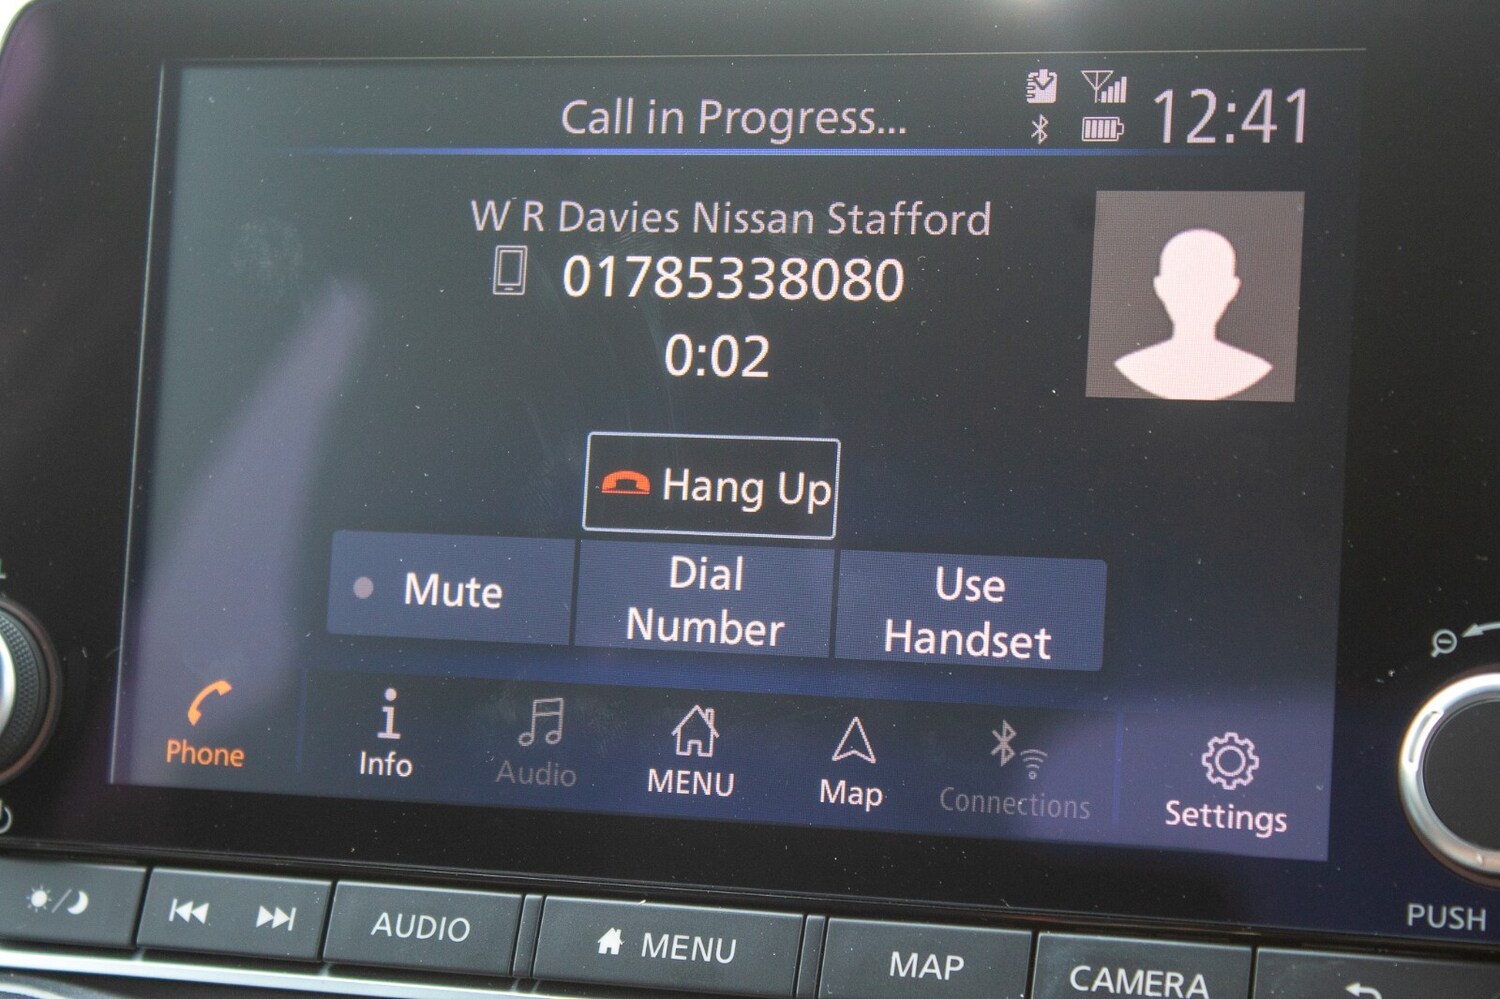 Call in Progress...
12:41
W R Davies Nissan Stafford
01785338080
0:02
Hang Up
Mute
Dial
Number
Use
Handset
Phone
Info
Audio
MENU
Map
Connections
Settings
AUDIO
MENU
MAP
CAMERA
PUSH